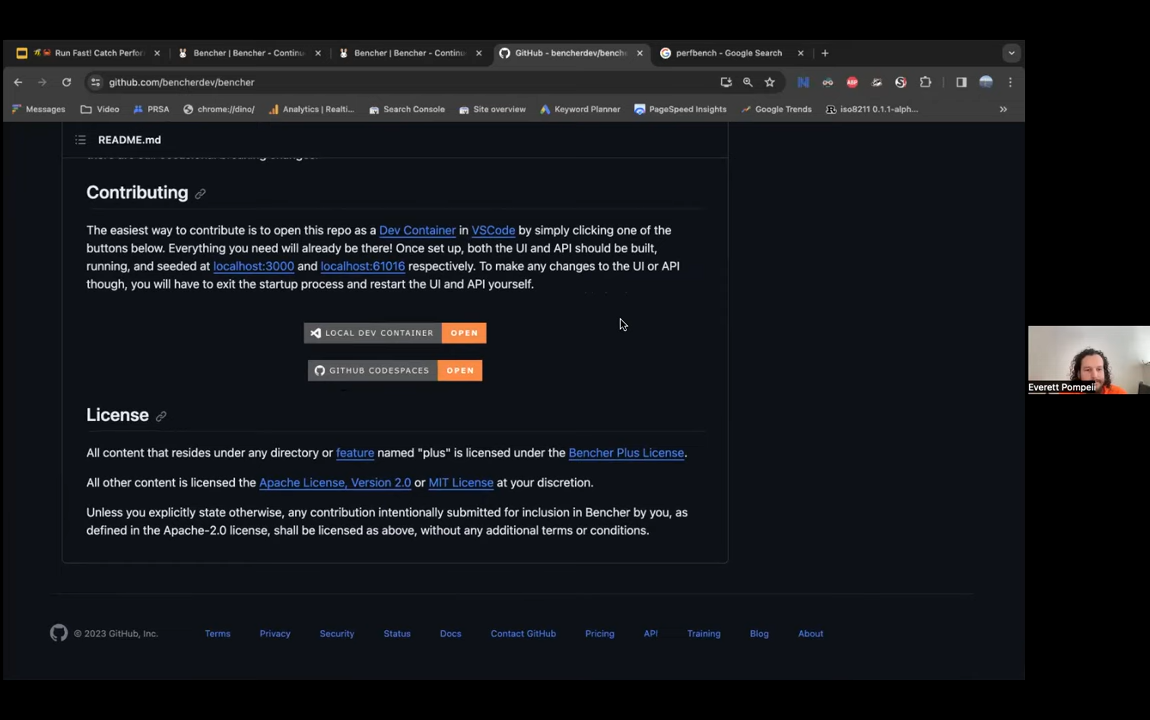 Run Fast! Catch Perfo
Bencher | Bencher - Continu
Bencher | Bencher - Continu
GitHub - bencherdev/bench
perfbench - Google Search
github.com/bencherdev/bencher
Messages
Video
PRSA
chrome://dino/
Analytics | Realti...
Search Console
Site overview
Keyword Planner
PageSpeed Insights
Google Trends
iso8211 0.1.1-alph...
README.md
Contributing
The easiest way to contribute is to open this repo as a Dev Container in VSCode by simply clicking one of the
buttons below. Everything you need will already be there! Once set up, both the UI and API should be built,
running, and seeded at localhost:3000 and localhost:61016 respectively. To make any changes to the UI or API
though, you will have to exit the startup process and restart the UI and API yourself.
LOCAL DEV CONTAINER OPEN
GITHUB CODESPACES OPEN
Everett Pompeii
License
All content that resides under any directory or feature named "plus" is licensed under the Bencher Plus License.
All other content is licensed the Apache License, Version 2.0 or MIT License at your discretion.
Unless you explicitly state otherwise, any contribution intentionally submitted for inclusion in Bencher by you, as
defined in the Apache-2.0 license, shall be licensed as above, without any additional terms or conditions.
© 2023 GitHub, Inc.
Terms
Privacy
Security
Status
Docs
Contact GitHub
Pricing
API
Training
Blog
About